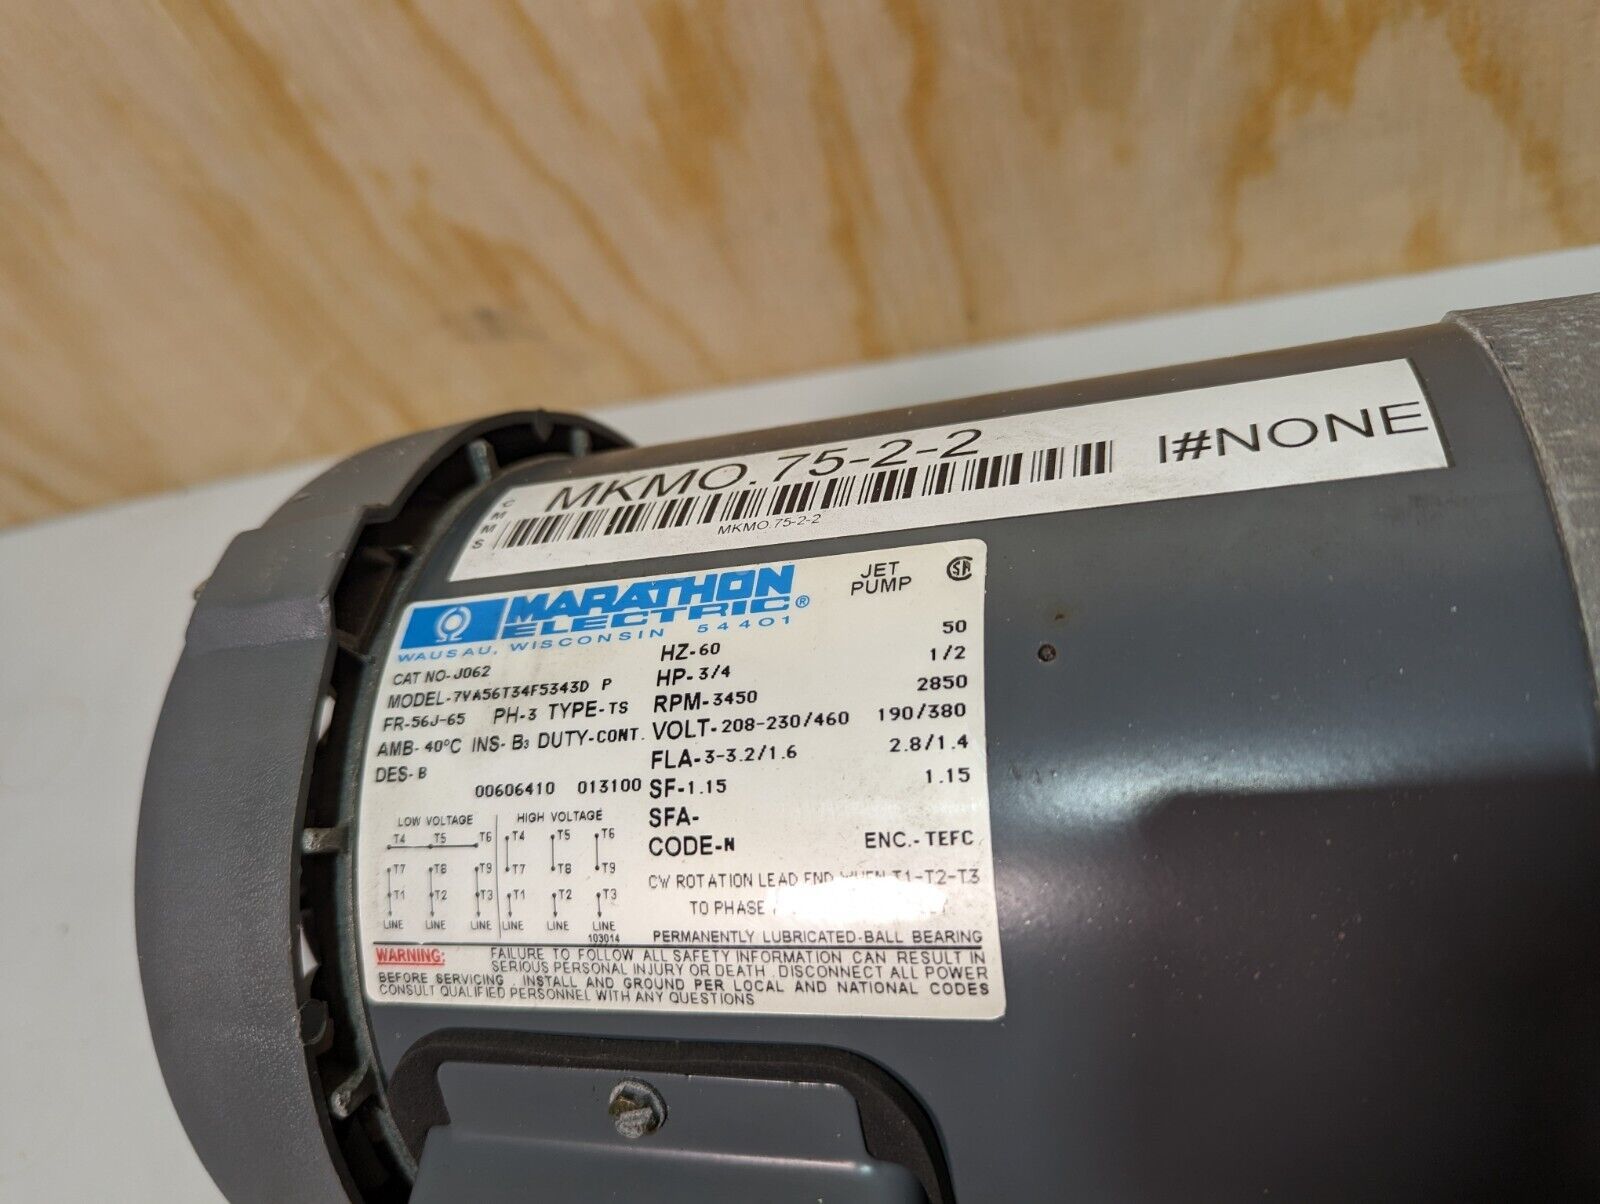 C M M S
MKMO.75-2-2
I#NONE
MKMO.75-2-2
MARATHON
ELECTRIC®
WAUSAU, WISCONSIN 54401
JET
PUMP
CAT NO-J062
MODEL-7VA56T34F5343D P
FR-56J-65 PH-3 TYPE-TS
AMB-40°C INS-B3 DUTY-CONT.
DES-B
00606410 013100
HZ-60 50
HP-3/4 1/2
RPM-3450 2850
VOLT-208-230/460 190/380
FLA-3-3.2/1.6 2.8/1.4
SF-1.15 1.15
SFA-
CODE-N ENC.-TEFC
CW ROTATION LEAD END WHEN T1-T2-T3
TO PHASE
PERMANENTLY LUBRICATED-BALL BEARING
LOW VOLTAGE HIGH VOLTAGE
T4 T5 T6 T4 T5 T6
T7 T8 T9 T7 T8 T9
T1 T2 T3 T1 T2 T3
LINE LINE LINE LINE LINE LINE
103014
WARNING: FAILURE TO FOLLOW ALL SAFETY INFORMATION CAN RESULT IN
SERIOUS PERSONAL INJURY OR DEATH. DISCONNECT ALL POWER
BEFORE SERVICING. INSTALL AND GROUND PER LOCAL AND NATIONAL CODES
CONSULT QUALIFIED PERSONNEL WITH ANY QUESTIONS